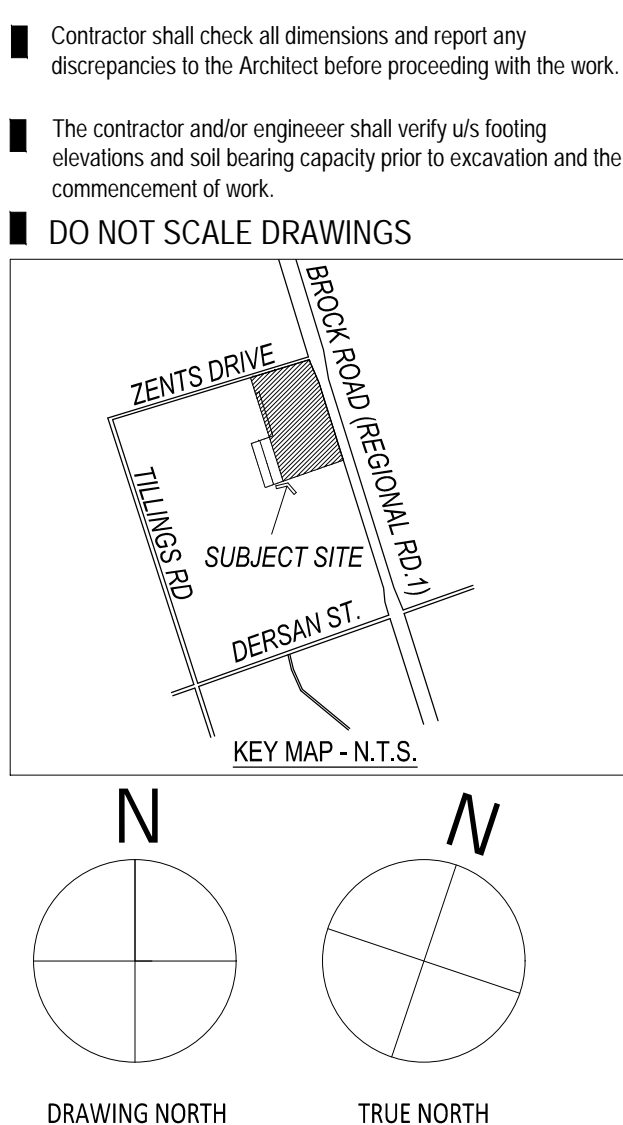 Contractor shall check all dimensions and report any
discrepancies to the Architect before proceeding with the work.
The contractor and/or engineeer shall verify u/s footing
elevations and soil bearing capacity prior to excavation and the
commencement of work.
DO NOT SCALE DRAWINGS
BROCK ROAD (REGIONAL RD.1)
ZENTS DRIVE
TILLINGS RD
SUBJECT SITE
DERSAN ST.
KEY MAP - N.T.S.
N
N
DRAWING NORTH
TRUE NORTH